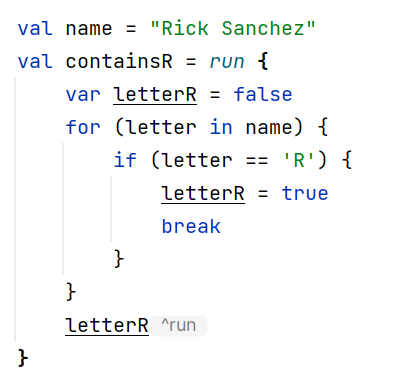 val name = "Rick Sanchez"
val containsR = run {
    var letterR = false
    for (letter in name) {
        if (letter == 'R') {
            letterR = true
            break
        }
    }
    letterR ^run
}